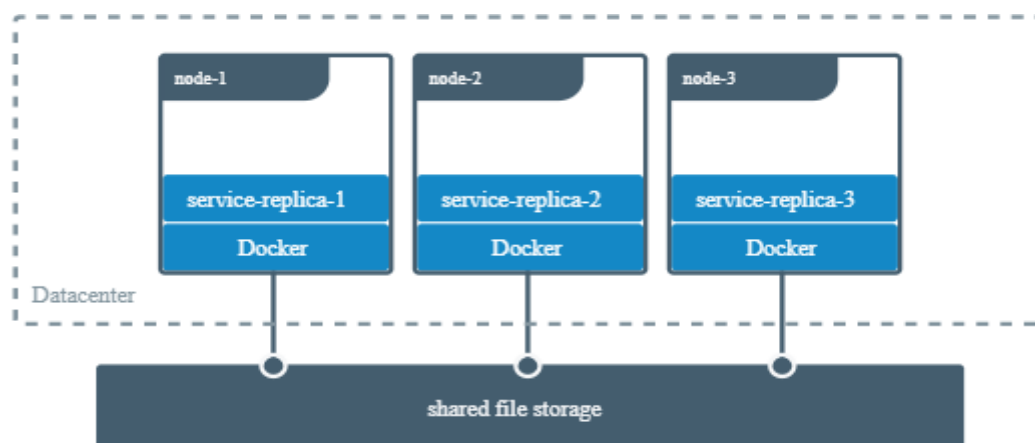 node-1
node-2
node-3
service-replica-1
service-replica-2
service-replica-3
Docker
Docker
Docker
Datacenter
shared file storage